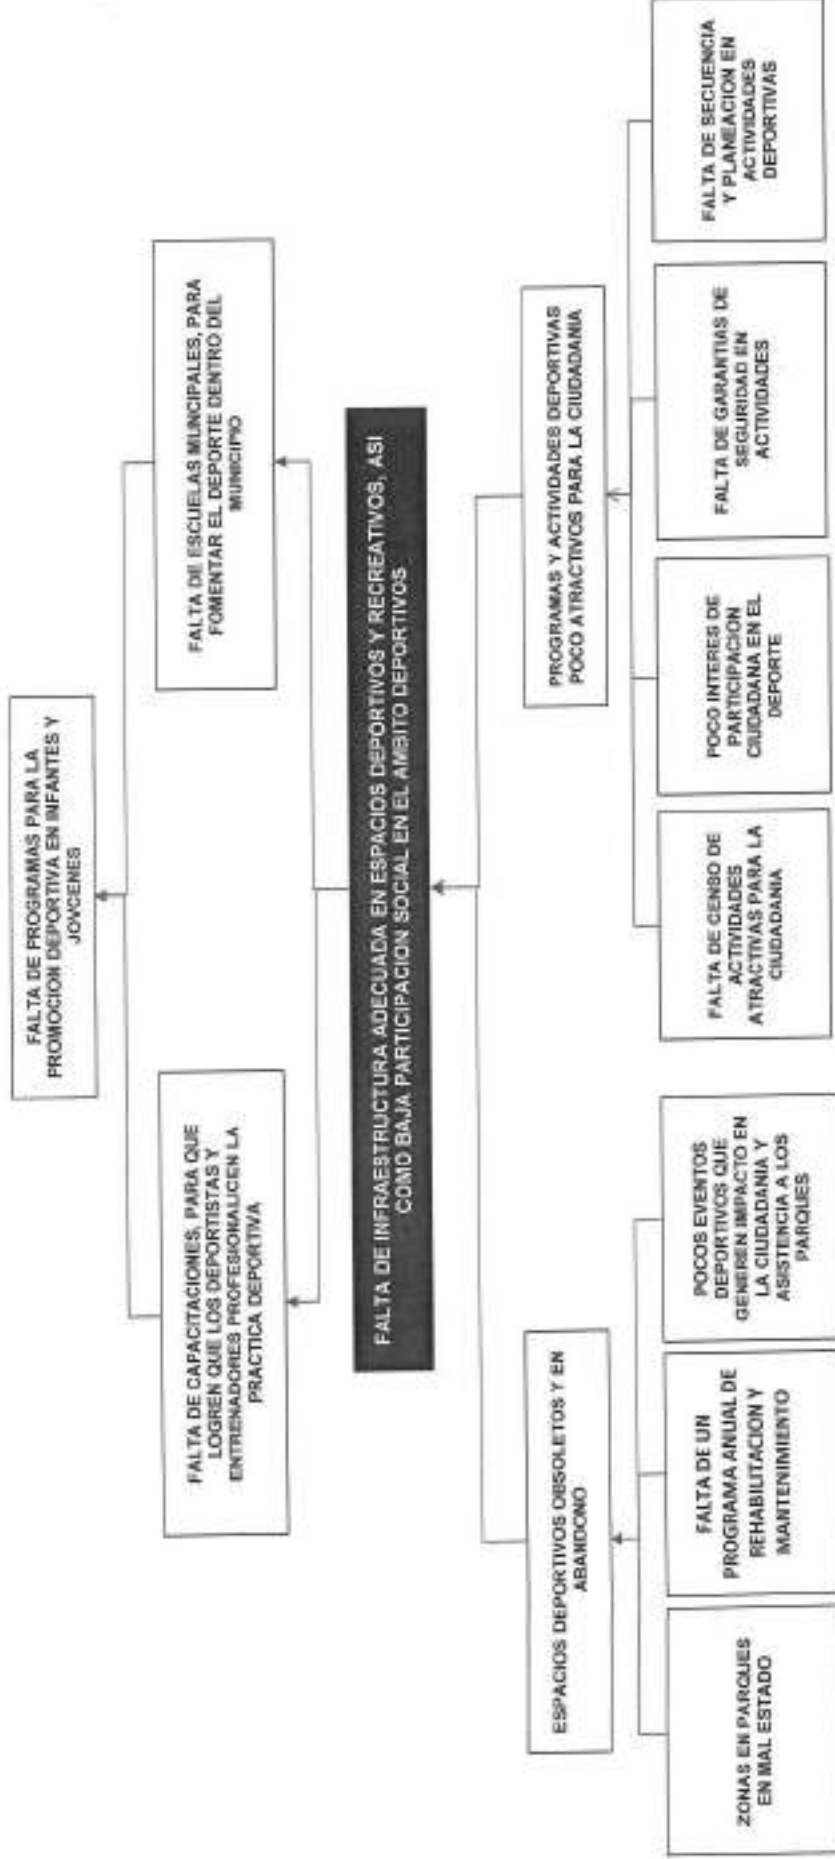 FALTA DE PROGRAMAS PARA LA
PROMOCION DEPORTIVA EN INFANTES Y
JOVCENES
FALTA DE CAPACITACIONES, PARA QUE
LOGREN QUE LOS DEPORTISTAS Y
ENTRENADORES PROFESIONALICEN LA
PRACTICA DEPORTIVA
FALTA DE ESCUELAS MUNCIPALES, PARA
FOMENTAR EL DEPORTE DENTRO DEL
MUNICIPIO
FALTA DE INFRAESTRUCTURA ADECUADA EN ESPACIOS DEPORTIVOS Y RECREATIVOS, ASI
COMO BAJA PARTICIPACION SOCIAL EN EL AMBITO DEPORTIVOS
ESPACIOS DEPORTIVOS OBSOLETOS Y EN
ABANDONO
PROGRAMAS Y ACTIVIDADES DEPORTIVAS
POCO ATRACTIVOS PARA LA CIUDADANIA
ZONAS EN PARQUES
EN MAL ESTADO
FALTA DE UN
PROGRAMA ANUAL DE
REHABILITACION Y
MANTENIMIENTO
POCOS EVENTOS
DEPORTIVOS QUE
GENEREN IMPACTO EN
LA CIUDADANIA Y
ASISTENCIA A LOS
PARQUES
FALTA DE CENSO DE
ACTIVIDADES
ATRACTIVAS PARA LA
CIUDADANIA
POCO INTERES DE
PARTICIPACION
CIUDADANA EN EL
DEPORTE
FALTA DE GARANTIAS DE
SEGURIDAD EN
ACTIVIDADES
FALTA DE SECUENCIA
Y PLANEACION EN
ACTIVIDADES
DEPORTIVAS